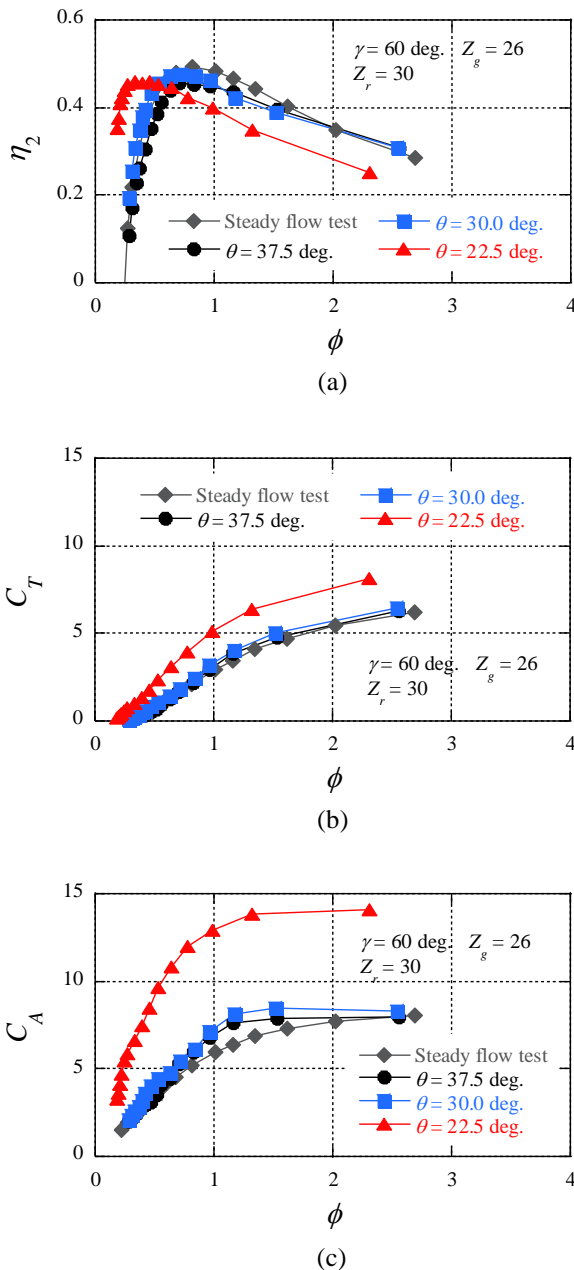 0.6
0.4
0.2
0
η2
γ = 60 deg. Zg = 26
Zr = 30
Steady flow test
θ = 30.0 deg.
θ = 37.5 deg.
θ = 22.5 deg.
0 1 2 3 4
ϕ
(a)
15
10
5
0
CT
Steady flow test
θ = 30.0 deg.
θ = 37.5 deg.
θ = 22.5 deg.
γ = 60 deg. Zg = 26
Zr = 30
0 1 2 3 4
ϕ
(b)
15
10
5
0
CA
γ = 60 deg. Zg = 26
Zr = 30
Steady flow test
θ = 37.5 deg.
θ = 30.0 deg.
θ = 22.5 deg.
0 1 2 3 4
ϕ
(c)